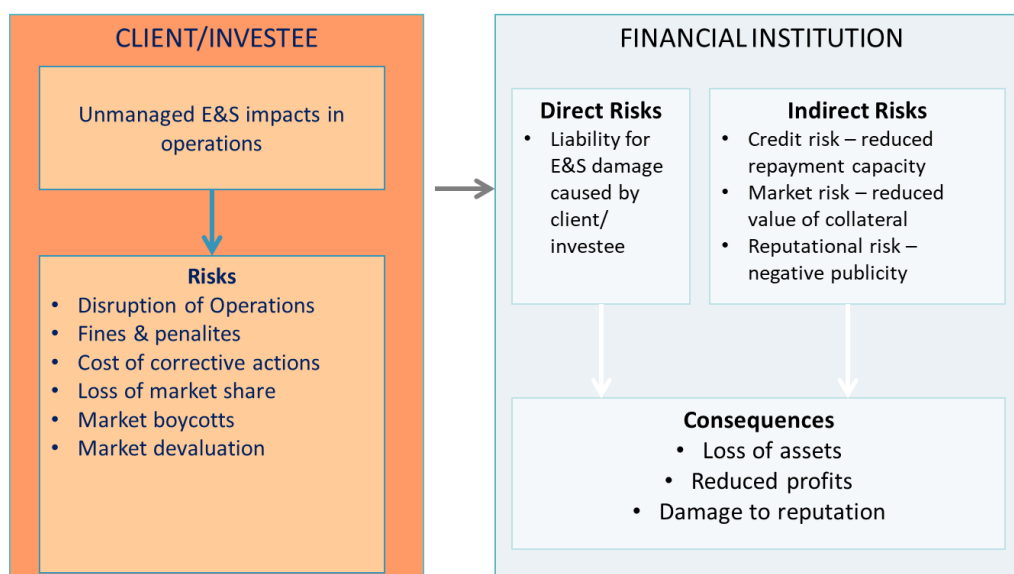 CLIENT/INVESTEE
Unmanaged E&S impacts in
operations
Risks
• Disruption of Operations
• Fines & penalites
• Cost of corrective actions
• Loss of market share
• Market boycotts
• Market devaluation
FINANCIAL INSTITUTION
Direct Risks
• Liability for
E&S damage
caused by
client/
investee
Indirect Risks
• Credit risk – reduced
repayment capacity
• Market risk – reduced
value of collateral
• Reputational risk –
negative publicity
Consequences
• Loss of assets
• Reduced profits
• Damage to reputation